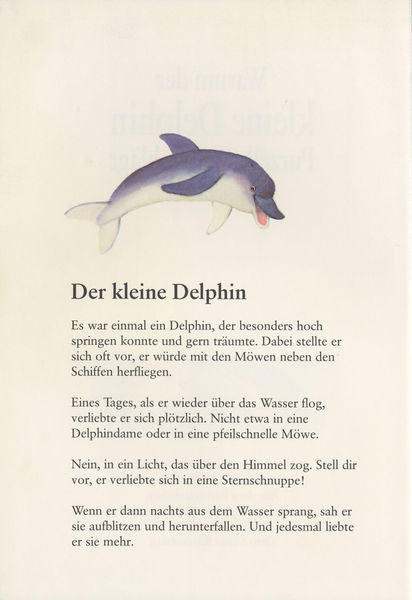 Der kleine Delphin
Es war einmal ein Delphin, der besonders hoch
springen konnte und gern träumte. Dabei stellte er
sich oft vor, er würde mit den Möwen neben den
Schiffen herfliegen.
Eines Tages, als er wieder über das Wasser flog,
verliebte er sich plötzlich. Nicht etwa in eine
Delphindame oder in eine pfeilschnelle Möwe.
Nein, in ein Licht, das über den Himmel zog. Stell dir
vor, er verliebte sich in eine Sternschnuppe!
Wenn er dann nachts aus dem Wasser sprang, sah er
sie aufblitzen und herunterfallen. Und jedesmal liebte
er sie mehr.